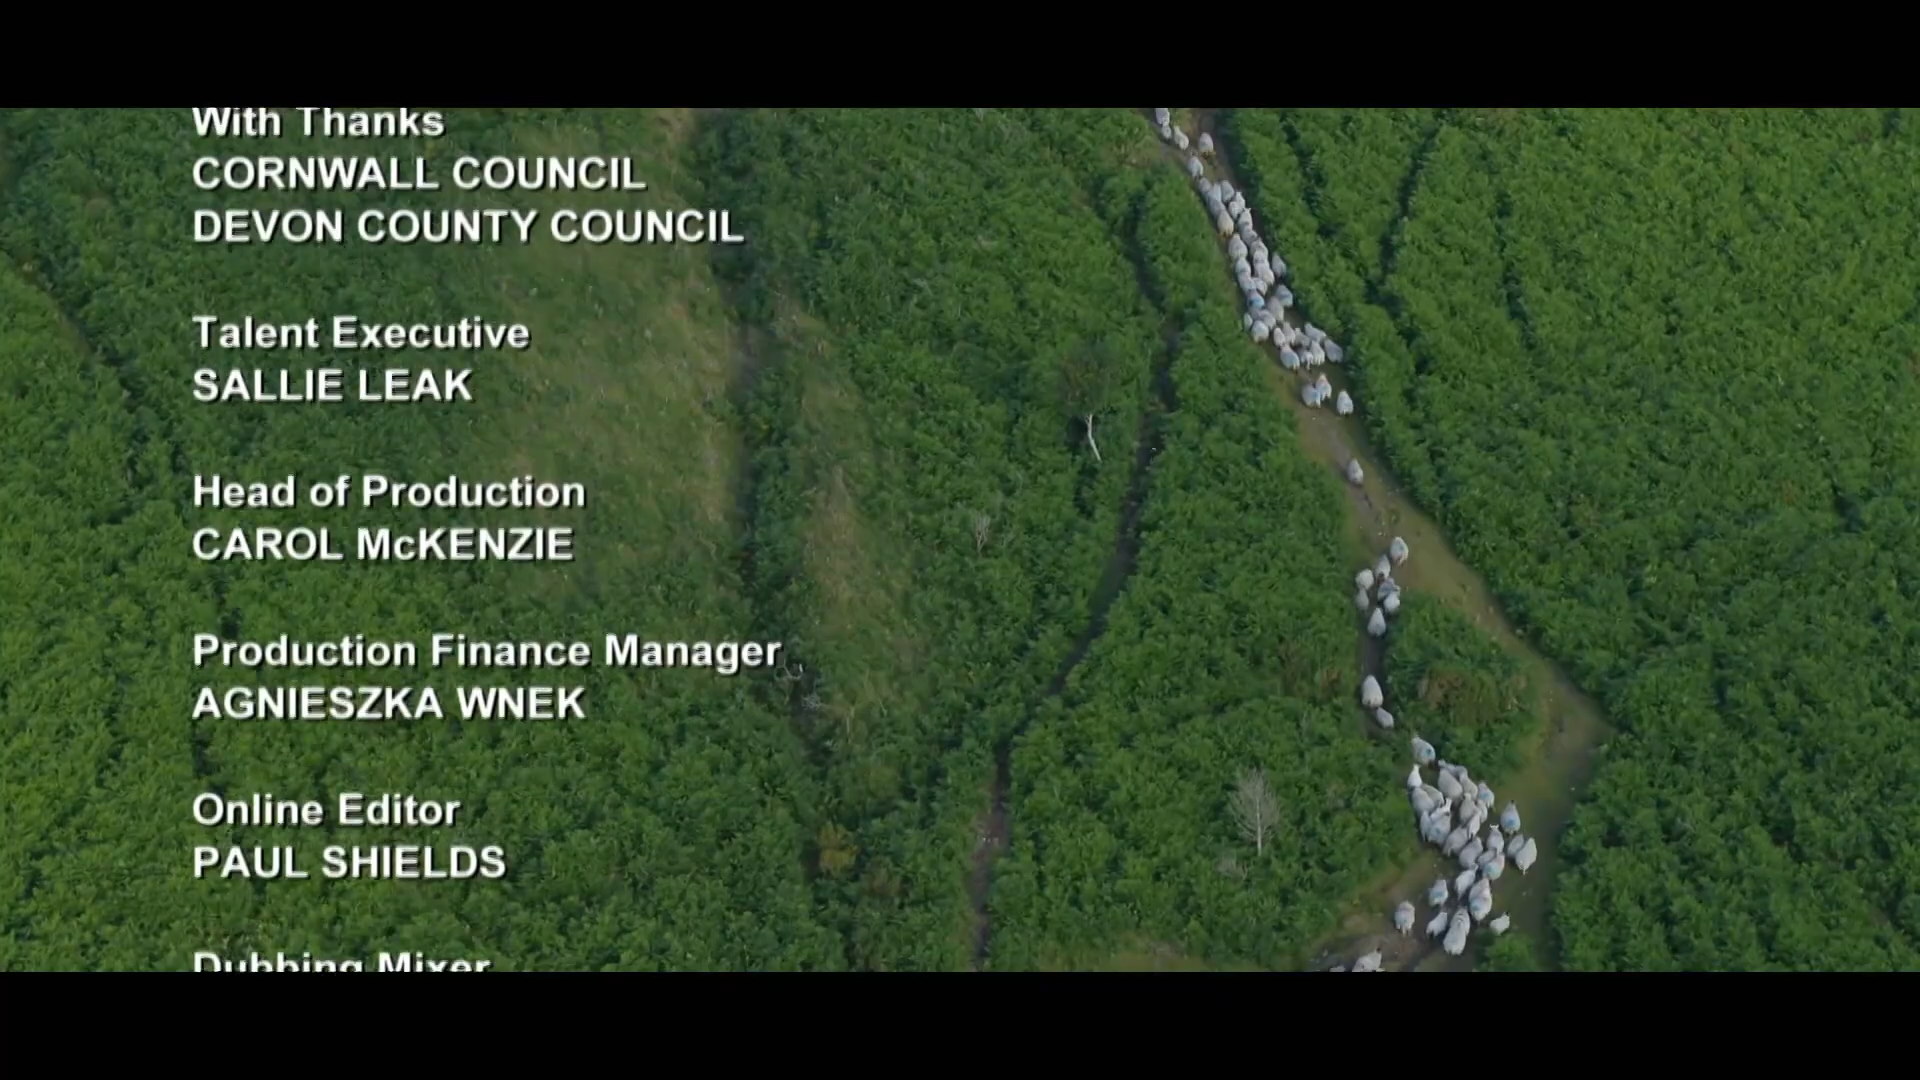 With Thanks
CORNWALL COUNCIL
DEVON COUNTY COUNCIL
Talent Executive
SALLIE LEAK
Head of Production
CAROL McKENZIE
Production Finance Manager
AGNIESZKA WNEK
Online Editor
PAUL SHIELDS
Dubbing Mixer